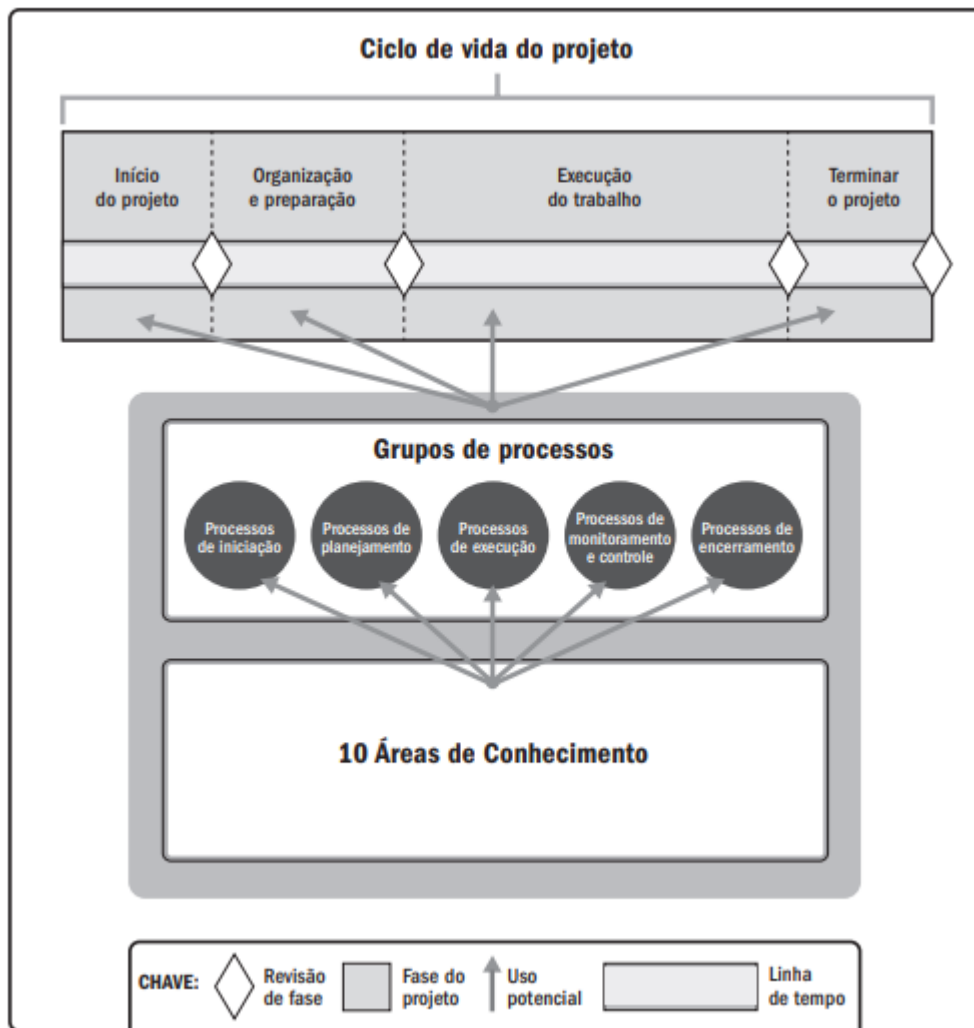 Ciclo de vida do projeto
Início
do projeto
Organização
e preparação
Execução
do trabalho
Terminar
o projeto
Grupos de processos
Processos
de iniciação
Processos de
planejamento
Processos
de execução
Processos de
monitoramento
e controle
Processos de
encerramento
10 Áreas de Conhecimento
CHAVE:
Revisão
de fase
Fase do
projeto
Uso
potencial
Linha
de tempo